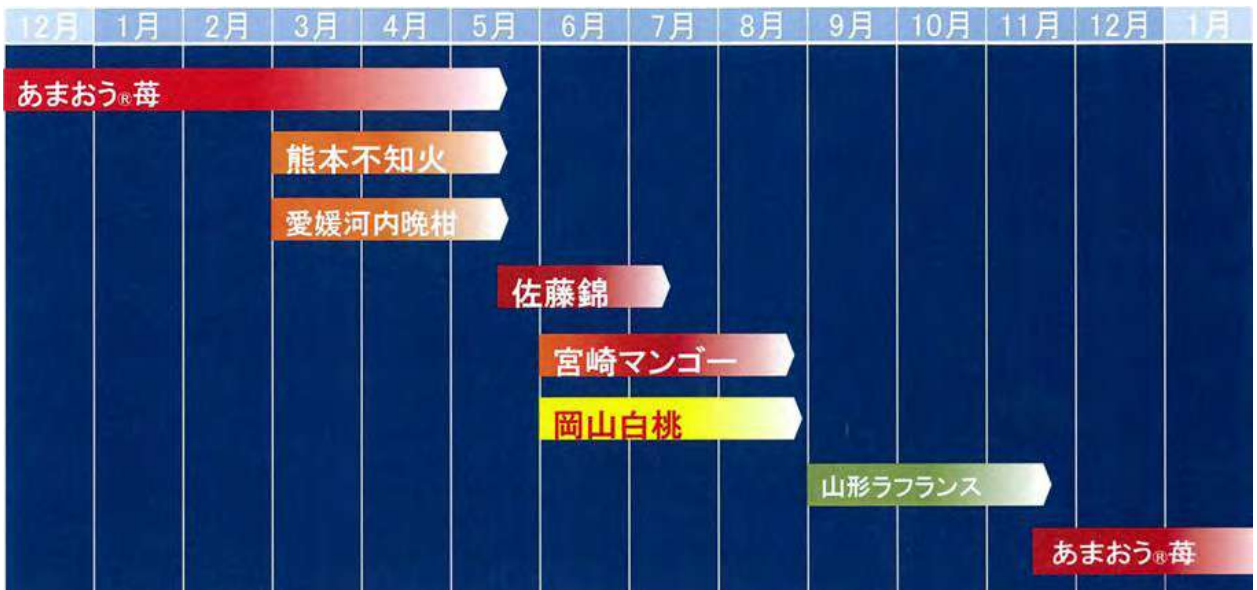 12月 1月 2月 3月 4月 5月 6月 7月 8月 9月 10月 11月 12月 1月
あまおう®苺
熊本不知火
愛媛河内晩柑
佐藤錦
宮崎マンゴー
岡山白桃
山形ラフランス
あまおう®苺